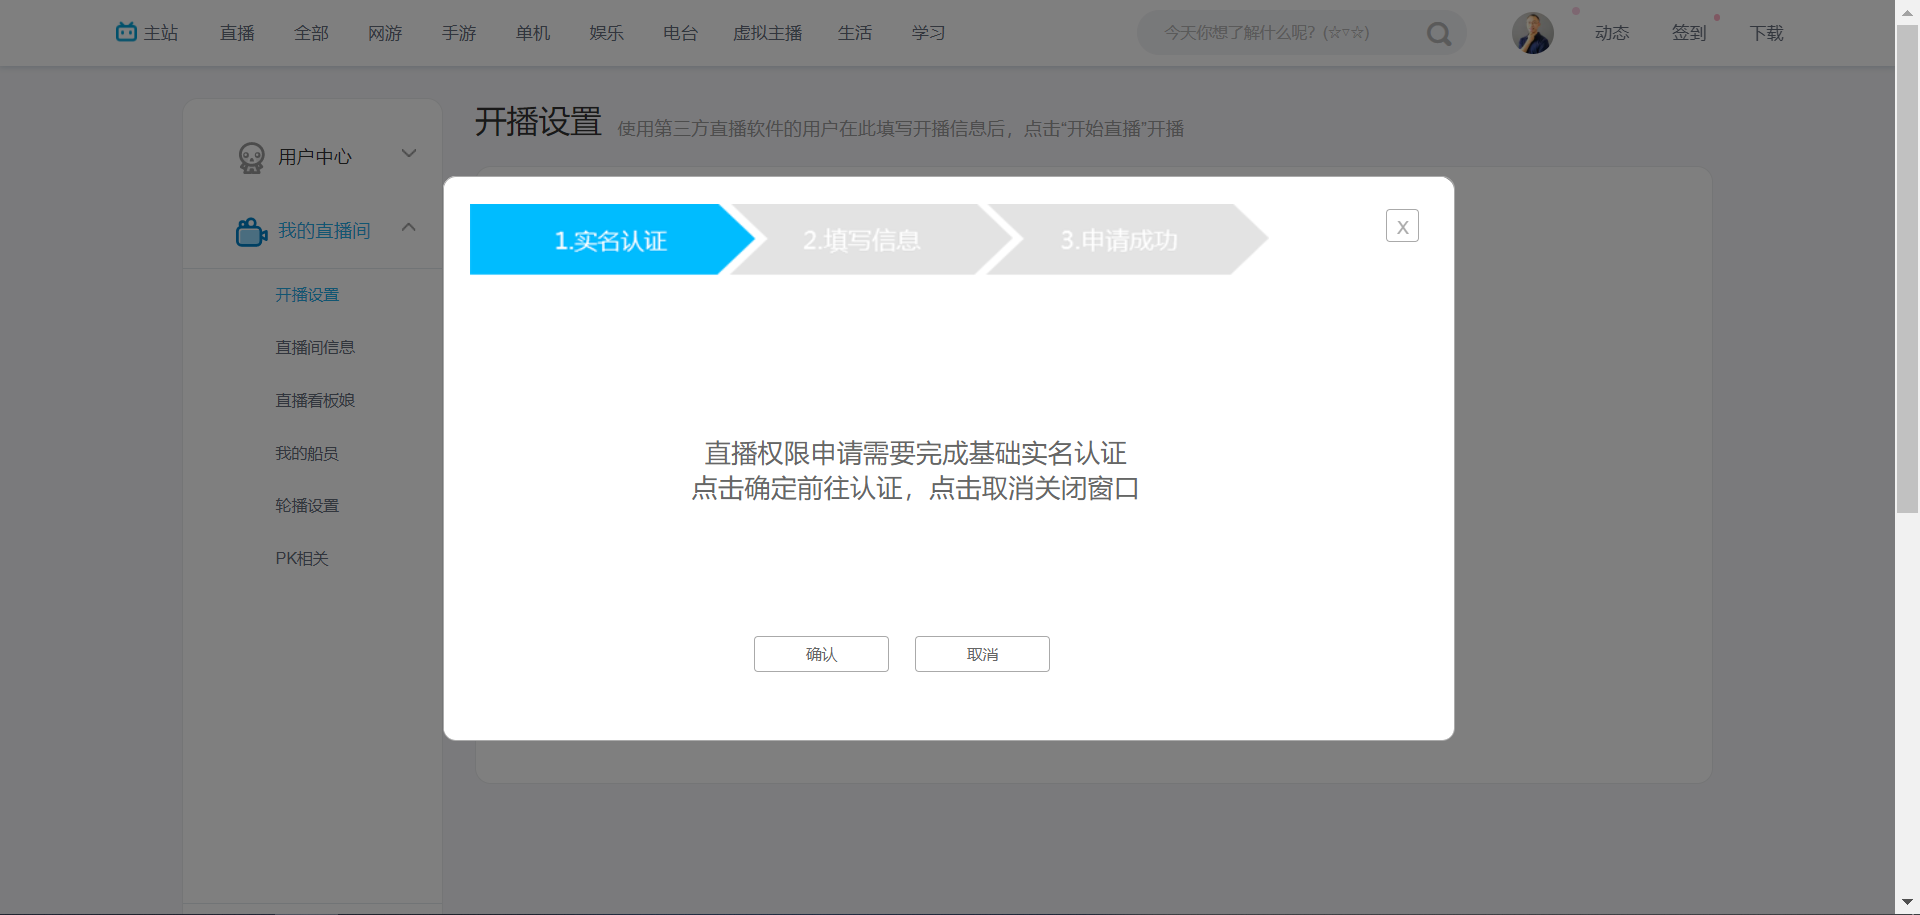 主站 直播 全部 网游 手游 单机 娱乐 电台 虚拟主播 生活 学习 今天你想了解什么呢?(☆▽☆) 动态 签到 下载
开播设置 使用第三方直播软件的用户在此填写开播信息后，点击“开始直播”开播
用户中心
我的直播间
开播设置
直播间信息
直播看板娘
我的船员
轮播设置
PK相关
1.实名认证 2.填写信息 3.申请成功 X
直播权限申请需要完成基础实名认证
点击确定前往认证，点击取消关闭窗口
确认 取消